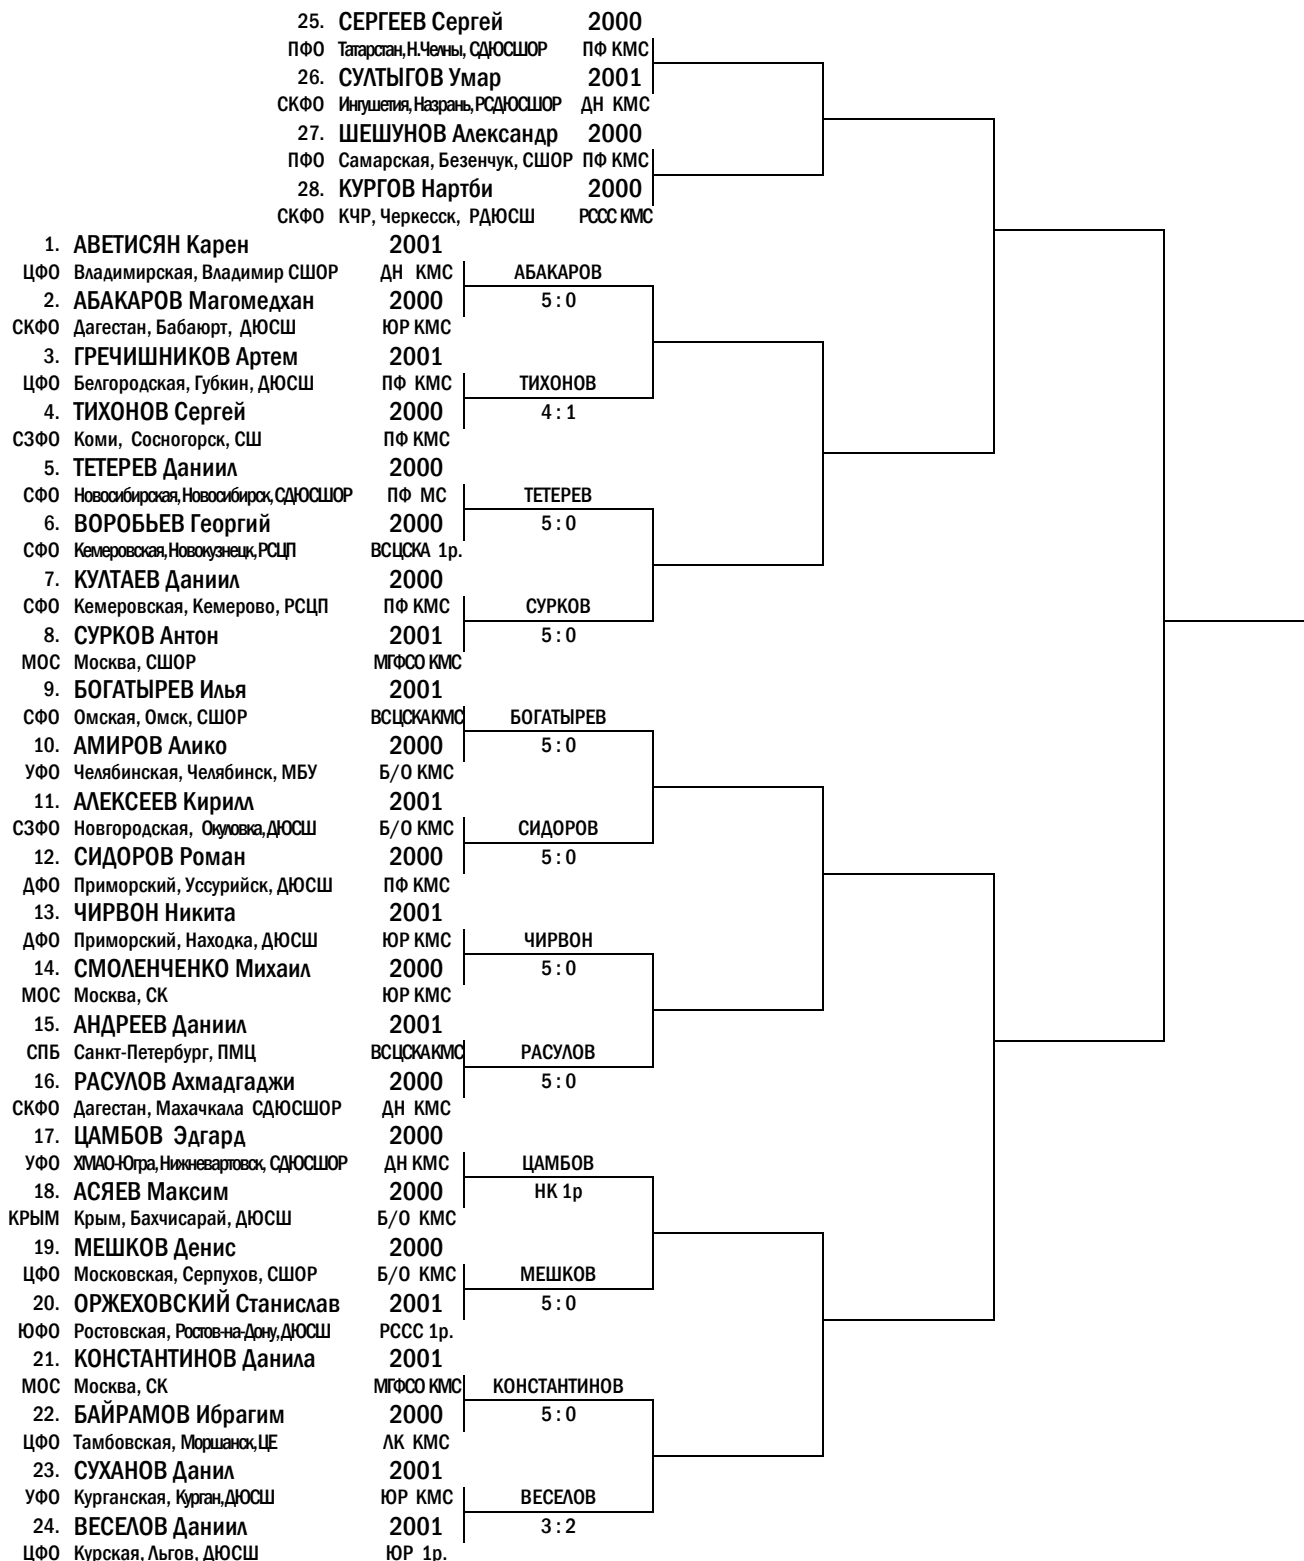 25. СЕРГЕЕВ Сергей 2000
ПФО Татарстан,Н.Челны, СДЮСШОР ПФ КМС
26. СУЛТЫГОВ Умар 2001
СКФО Ингушетия, Назрань, РСДЮСШОР ДН КМС
27. ШЕШУНОВ Александр 2000
ПФО Самарская, Безенчук, СШОР ПФ КМС
28. КУРГОВ Нартби 2000
СКФО КЧР, Черкесск, РДЮСШ РССС КМС
1. АВЕТИСЯН Карен 2001
ЦФО Владимирская, Владимир СШОР ДН КМС АБАКАРОВ
2. АБАКАРОВ Магомедхан 2000 5 : 0
СКФО Дагестан, Бабаюрт, ДЮСШ ЮР КМС
3. ГРЕЧИШНИКОВ Артем 2001
ЦФО Белгородская, Губкин, ДЮСШ ПФ КМС ТИХОНОВ
4. ТИХОНОВ Сергей 2000 4 : 1
СЗФО Коми, Сосногорск, СШ ПФ КМС
5. ТЕТЕРЕВ Даниил 2000
СФО Новосибирская, Новосибирск, СДЮСШОР ПФ МС ТЕТЕРЕВ
6. ВОРОБЬЕВ Георгий 2000 5 : 0
СФО Кемеровская, Новокузнецк, РСЦП ВС ЦСКА 1р.
7. КУЛТАЕВ Даниил 2000
СФО Кемеровская, Кемерово, РСЦП ПФ КМС СУРКОВ
8. СУРКОВ Антон 2001 5 : 0
МОС Москва, СШОР МГФСО КМС
9. БОГАТЫРЕВ Илья 2001
СФО Омская, Омск, СШОР ВС ЦСКА КМС БОГАТЫРЕВ
10. АМИРОВ Алико 2000 5 : 0
УФО Челябинская, Челябинск, МБУ Б/О КМС
11. АЛЕКСЕЕВ Кирилл 2001
СЗФО Новгородская, Окуловка, ДЮСШ Б/О КМС СИДОРОВ
12. СИДОРОВ Роман 2000 5 : 0
ДФО Приморский, Уссурийск, ДЮСШ ПФ КМС
13. ЧИРВОН Никита 2001
ДФО Приморский, Находка, ДЮСШ ЮР КМС ЧИРВОН
14. СМОЛЕНЧЕНКО Михаил 2000 5 : 0
МОС Москва, СК ЮР КМС
15. АНДРЕЕВ Даниил 2001
СПБ Санкт-Петербург, ПМЦ ВС ЦСКА КМС РАСУЛОВ
16. РАСУЛОВ Ахмадгаджи 2000 5 : 0
СКФО Дагестан, Махачкала СДЮСШОР ДН КМС
17. ЦАМБОВ Эдгард 2000
УФО ХМАО-Югра, Нижневартовск, СДЮСШОР ДН КМС ЦАМБОВ
18. АСЯЕВ Максим 2000 НК 1р
КРЫМ Крым, Бахчисарай, ДЮСШ Б/О КМС
19. МЕШКОВ Денис 2000
ЦФО Московская, Серпухов, СШОР Б/О КМС МЕШКОВ
20. ОРЖЕХОВСКИЙ Станислав 2001 5 : 0
ЮФО Ростовская, Ростов-на-Дону, ДЮСШ РССС 1р.
21. КОНСТАНТИНОВ Данила 2001
МОС Москва, СК МГФСО КМС КОНСТАНТИНОВ
22. БАЙРАМОВ Ибрагим 2000 5 : 0
ЦФО Тамбовская, Моршанск, ЦЕ ЛК КМС
23. СУХАНОВ Данил 2001
УФО Курганская, Курган, ДЮСШ ЮР КМС ВЕСЕЛОВ
24. ВЕСЕЛОВ Даниил 2001 3 : 2
ЦФО Курская, Льгов, ДЮСШ ЮР 1р.